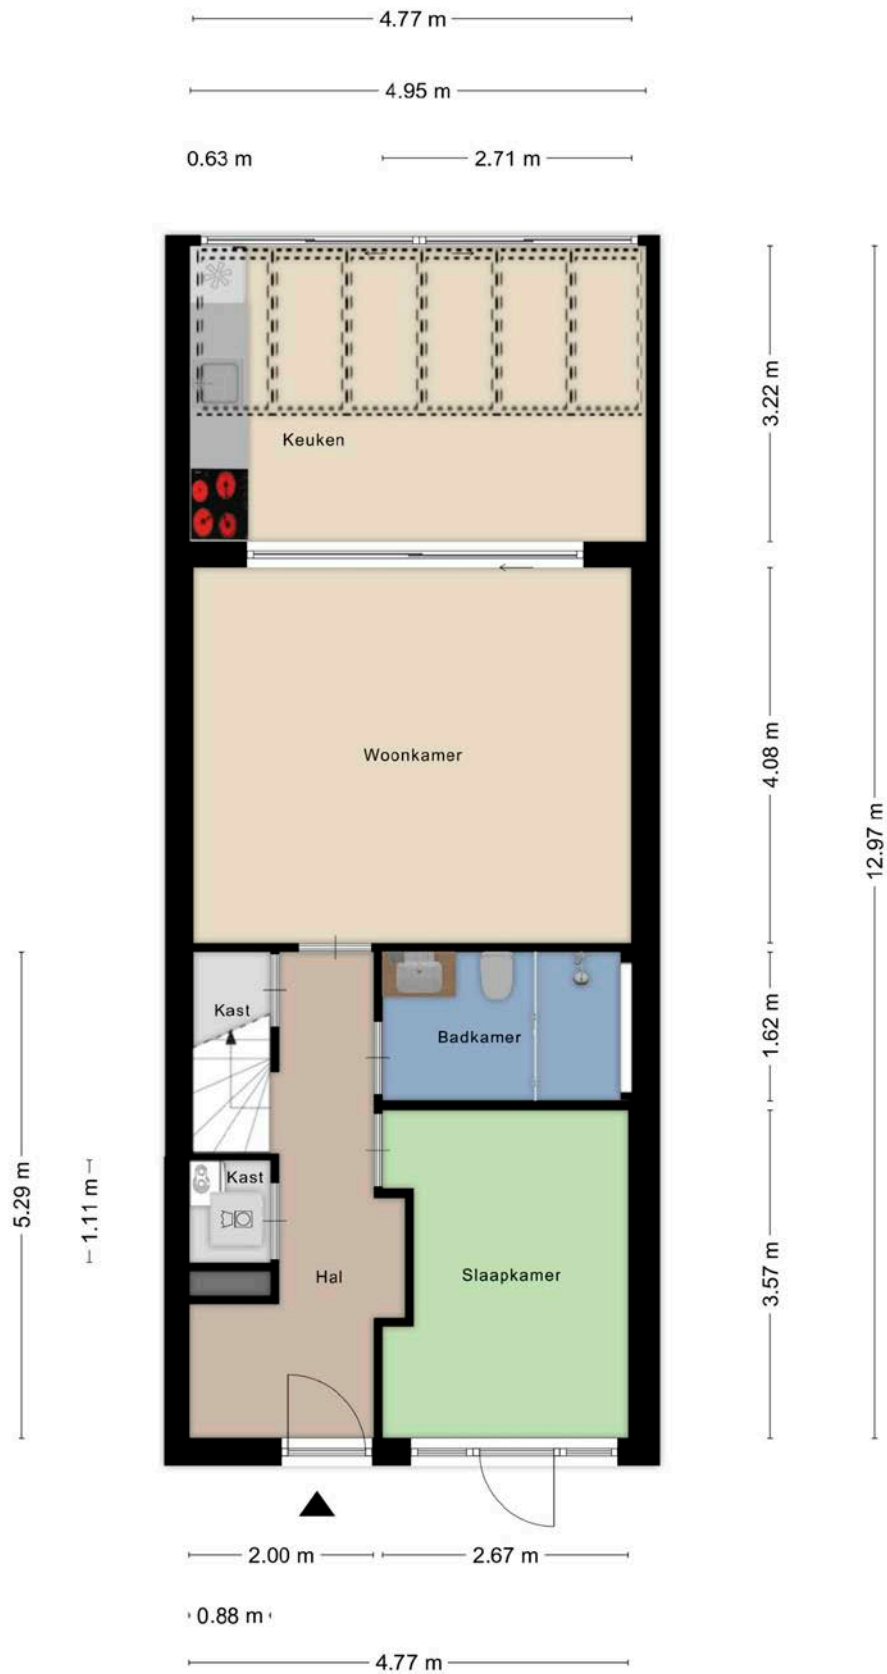 4.77 m
4.95 m
0.63 m
2.71 m
3.22 m
Keuken
4.08 m
Woonkamer
12.97 m
Kast
1.62 m
Badkamer
5.29 m
1.11 m
Kast
3.57 m
Hal
Slaapkamer
2.00 m
2.67 m
0.88 m
4.77 m